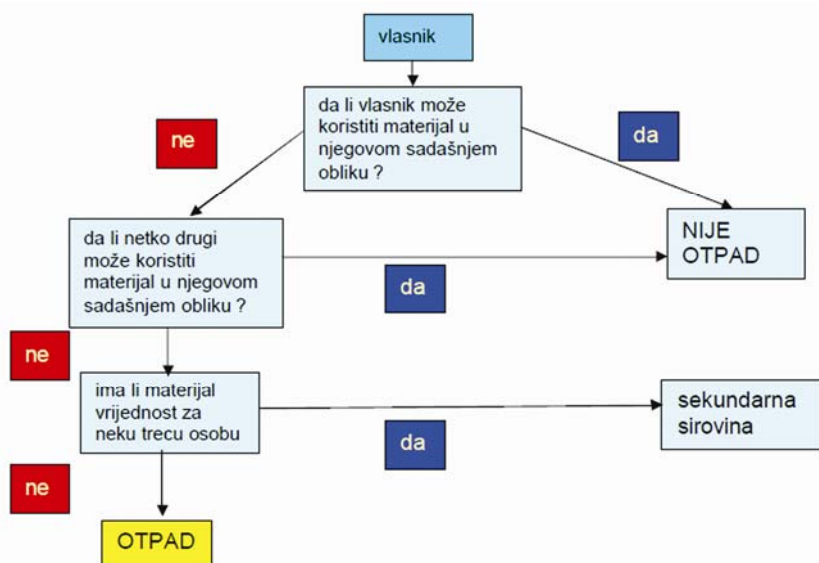 vlasnik
da li vlasnik može
koristiti materijal u
njegovom sadašnjem
obliku ?
ne
da
da li netko drugi
može koristiti
materijal u njegovom
sadašnjem obliku ?
NIJE
OTPAD
da
ne
ima li materijal
vrijednost za
neku trecu osobu
sekundarna
sirovina
da
ne
OTPAD